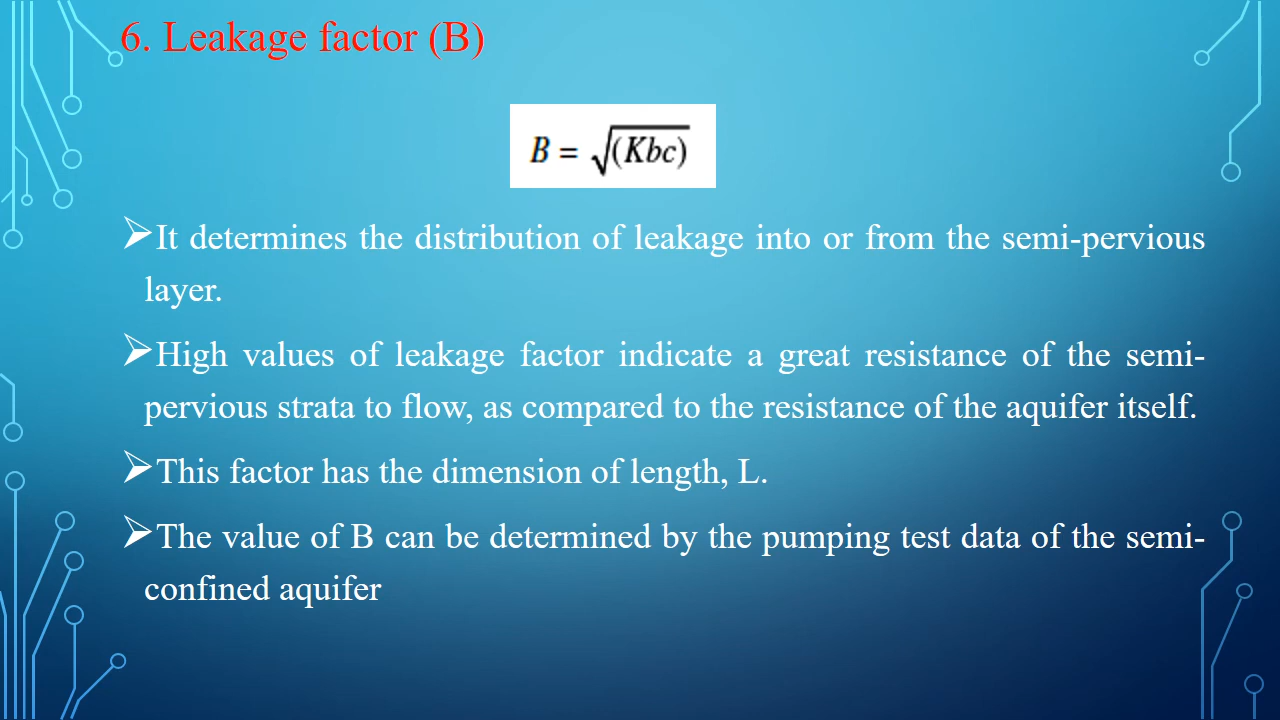 6. Leakage factor (B)
B = √(Kbc)
➢It determines the distribution of leakage into or from the semi-pervious
layer.
➢High values of leakage factor indicate a great resistance of the semi-
pervious strata to flow, as compared to the resistance of the aquifer itself.
➢This factor has the dimension of length, L.
➢The value of B can be determined by the pumping test data of the semi-
confined aquifer